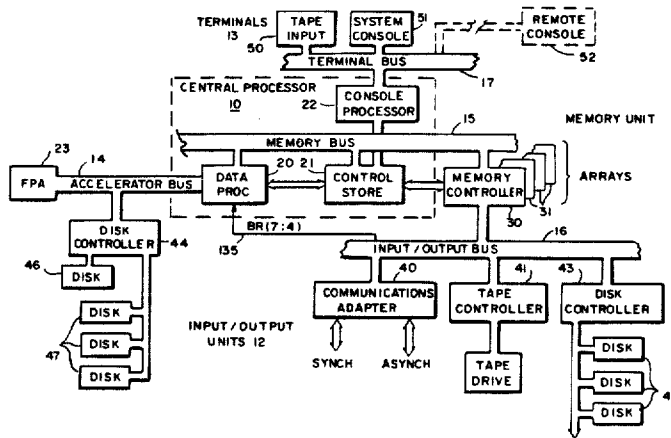 TERMINALS
13
TAPE
INPUT
50
SYSTEM
CONSOLE
51
REMOTE
CONSOLE
52
TERMINAL BUS
17
CENTRAL PROCESSOR
10
22
CONSOLE
PROCESSOR
15
MEMORY BUS
MEMORY UNIT
23
14
FPA
ACCELERATOR BUS
DATA
PROC
20
21
CONTROL
STORE
MEMORY
CONTROLLER
30
31
ARRAYS
DISK
CONTROLLER
44
135
BR(7:4)
16
INPUT/OUTPUT BUS
46
DISK
40
COMMUNICATIONS
ADAPTER
41
TAPE
CONTROLLER
43
DISK
CONTROLLER
DISK
DISK
DISK
47
INPUT/OUTPUT
UNITS 12
SYNCH
ASYNCH
TAPE
DRIVE
DISK
DISK
DISK